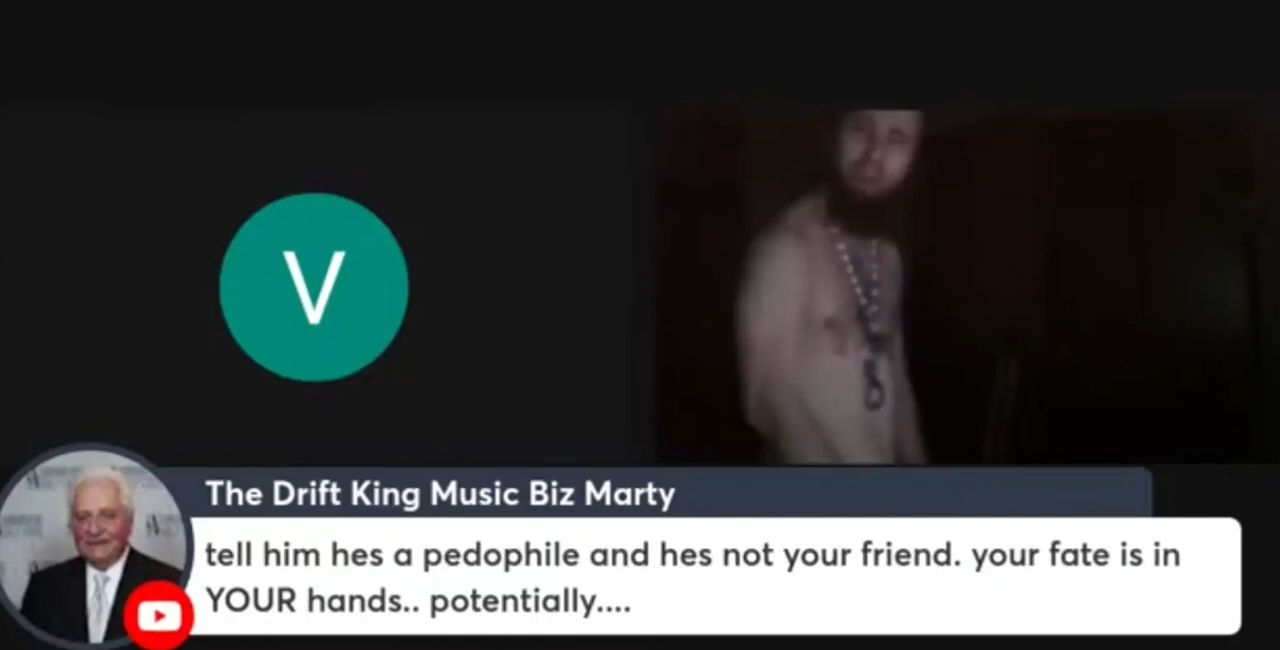 V
The Drift King Music Biz Marty
tell him hes a pedophile and hes not your friend. your fate is in
YOUR hands.. potentially....